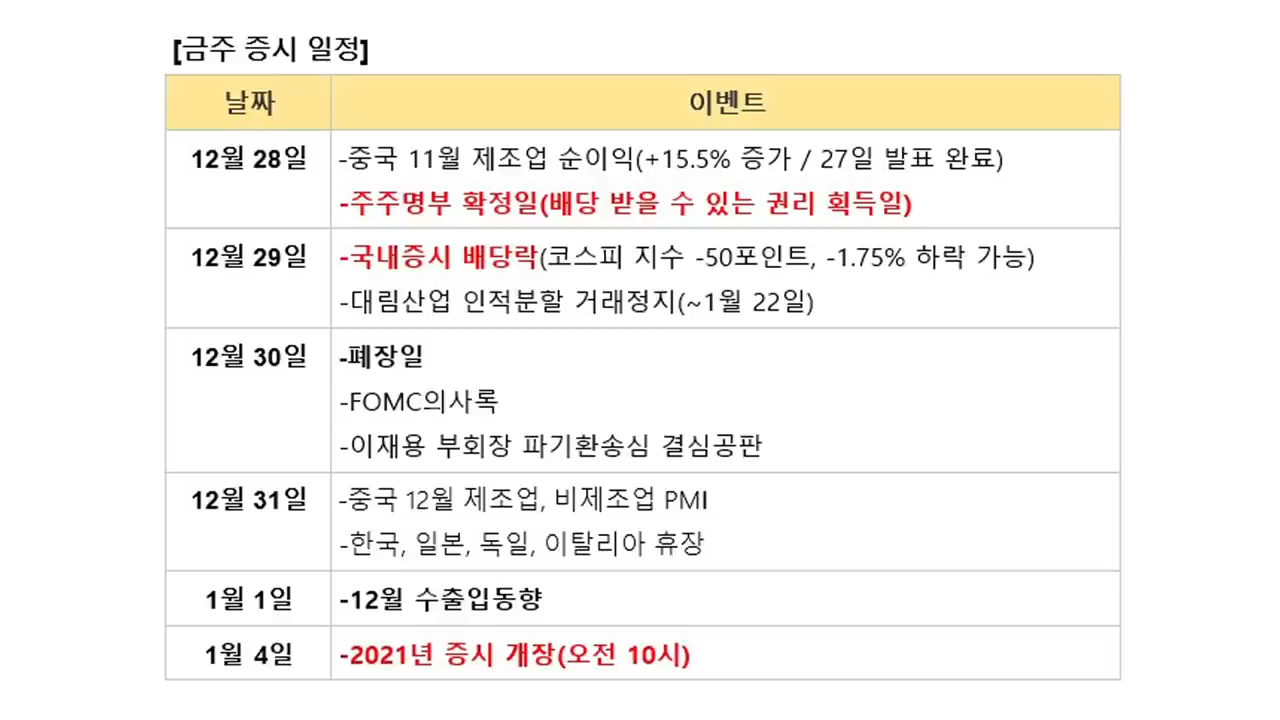 [금주 증시 일정]
날짜 이벤트
12월 28일 -중국 11월 제조업 순이익(+15.5% 증가 / 27일 발표 완료)
-주주명부 확정일(배당 받을 수 있는 권리 획득일)
12월 29일 -국내증시 배당락(코스피 지수 -50포인트, -1.75% 하락 가능)
-대림산업 인적분할 거래정지(~1월 22일)
12월 30일 -폐장일
-FOMC의사록
-이재용 부회장 파기환송심 결심공판
12월 31일 -중국 12월 제조업, 비제조업 PMI
-한국, 일본, 독일, 이탈리아 휴장
1월 1일 -12월 수출입동향
1월 4일 -2021년 증시 개장(오전 10시)